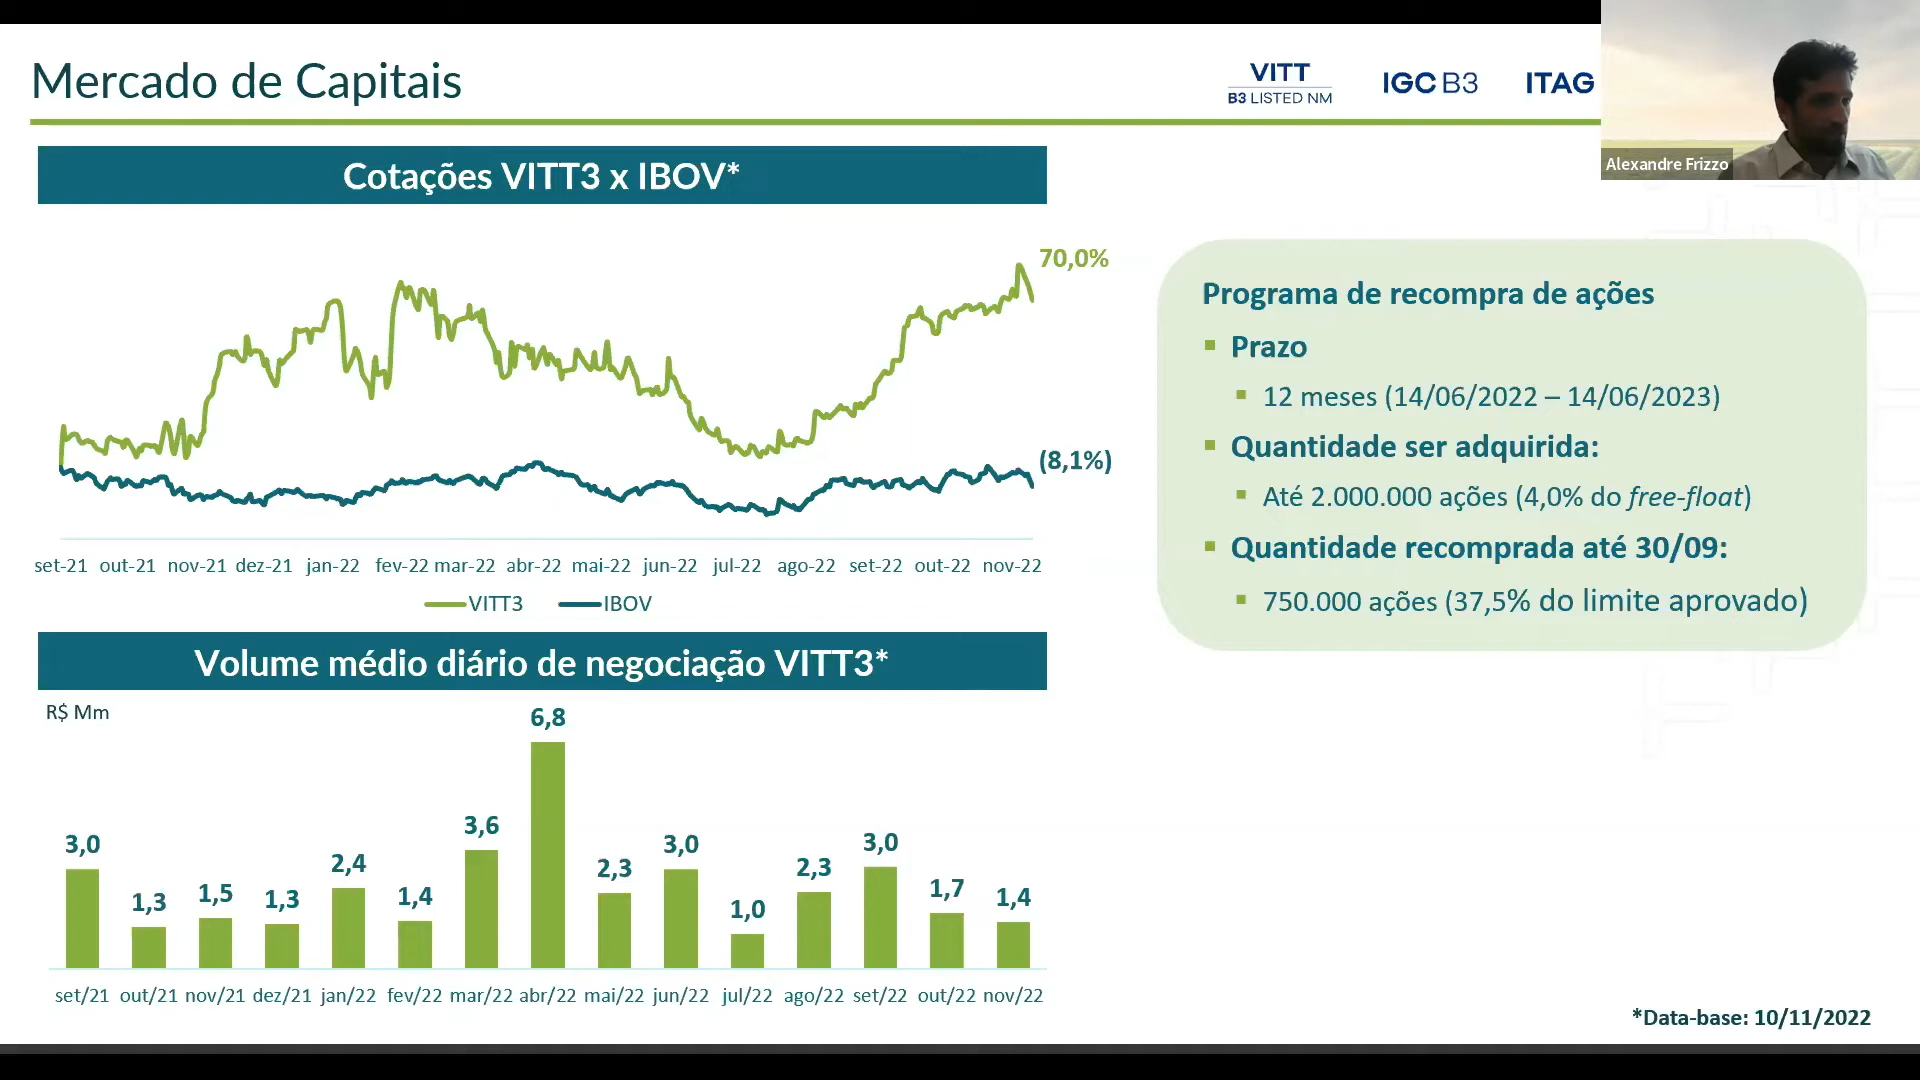 Mercado de Capitais
VITT
B3 LISTED NM
IGC B3
ITAG
Alexandre Frizzo
Cotações VITT3 x IBOV*
70,0%
(8,1%)
set-21 out-21 nov-21 dez-21 jan-22 fev-22 mar-22 abr-22 mai-22 jun-22 jul-22 ago-22 set-22 out-22 nov-22
VITT3 IBOV
Programa de recompra de ações
Prazo
12 meses (14/06/2022 – 14/06/2023)
Quantidade ser adquirida:
Até 2.000.000 ações (4,0% do free-float)
Quantidade recomprada até 30/09:
750.000 ações (37,5% do limite aprovado)
Volume médio diário de negociação VITT3*
R$ Mm
3,0 1,3 1,5 1,3 2,4 1,4 3,6 6,8 2,3 3,0 1,0 2,3 3,0 1,7 1,4
set/21 out/21 nov/21 dez/21 jan/22 fev/22 mar/22 abr/22 mai/22 jun/22 jul/22 ago/22 set/22 out/22 nov/22
*Data-base: 10/11/2022